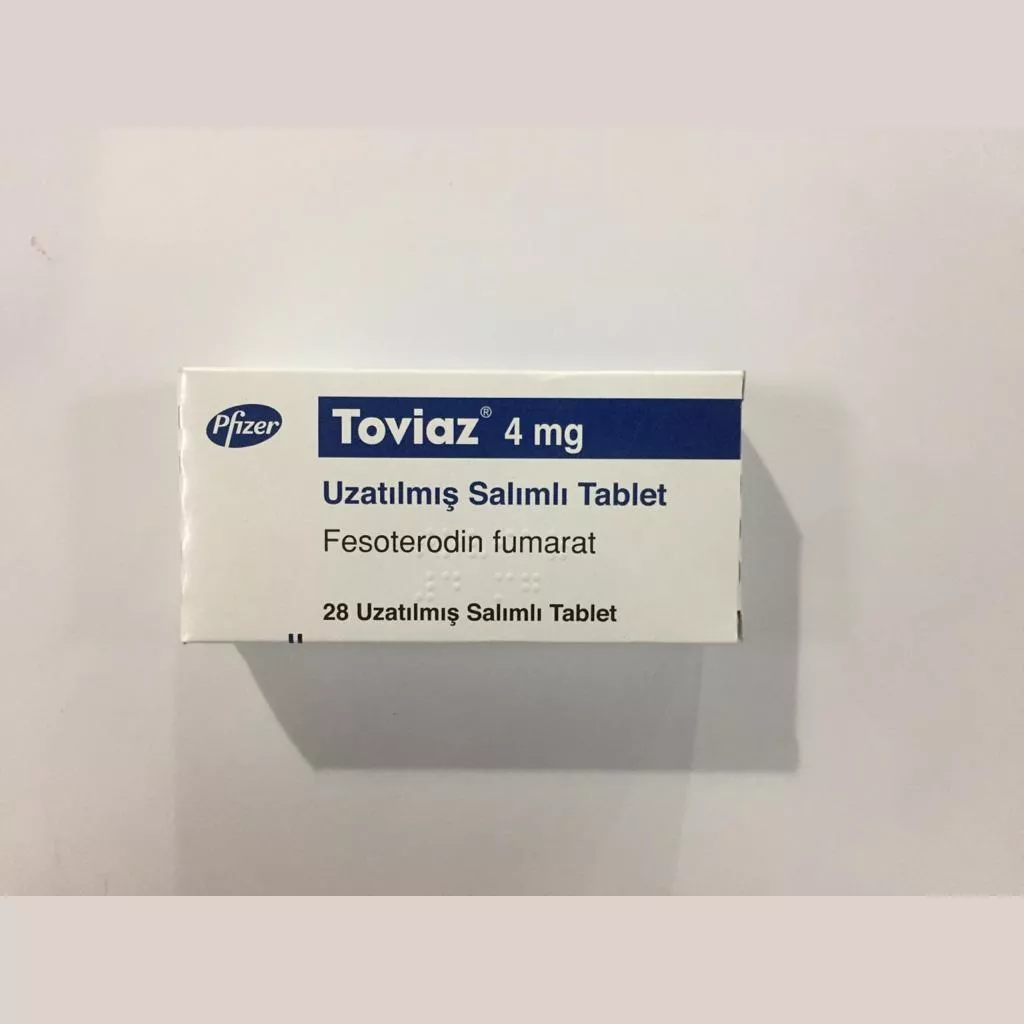 Pfizer
Toviaz® 4 mg
Uzatılmış Salımlı Tablet
Fesoterodin fumarat
28 Uzatılmış Salımlı Tablet